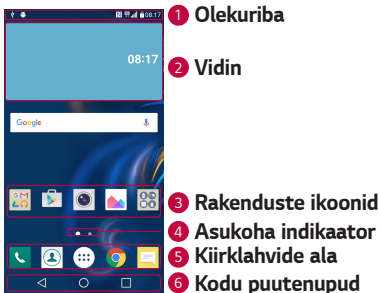 08:17
1 Olekuriba
08:17
2 Vidin
Google
3 Rakenduste ikoonid
4 Asukoha indikaator
5 Kiirklahvide ala
6 Kodu puutenupud